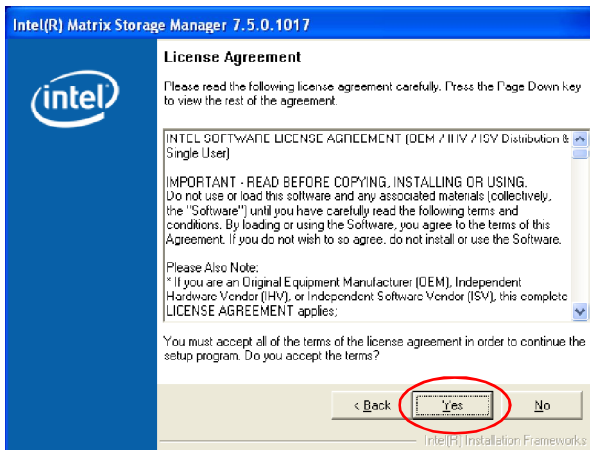 Intel(R) Matrix Storage Manager 7.5.0.1017
intel
License Agreement
Please read the following license agreement carefully. Press the Page Down key
to view the rest of the agreement.
INTEL SOFTWARE LICENSE AGREEMENT (OEM / IHV / ISV Distribution &
Single User)
IMPORTANT - READ BEFORE COPYING, INSTALLING OR USING.
Do not use or load this software and any associated materials (collectively,
the "Software") until you have carefully read the following terms and
conditions. By loading or using the Software, you agree to the terms of this
Agreement. If you do not wish to so agree, do not install or use the Software.
Please Also Note:
* If you are an Original Equipment Manufacturer (OEM), Independent
Hardware Vendor (IHV), or Independent Software Vendor (ISV), this complete
LICENSE AGREEMENT applies;
You must accept all of the terms of the license agreement in order to continue the
setup program. Do you accept the terms?
< Back
Yes
No
Intel(R) Installation Frameworks